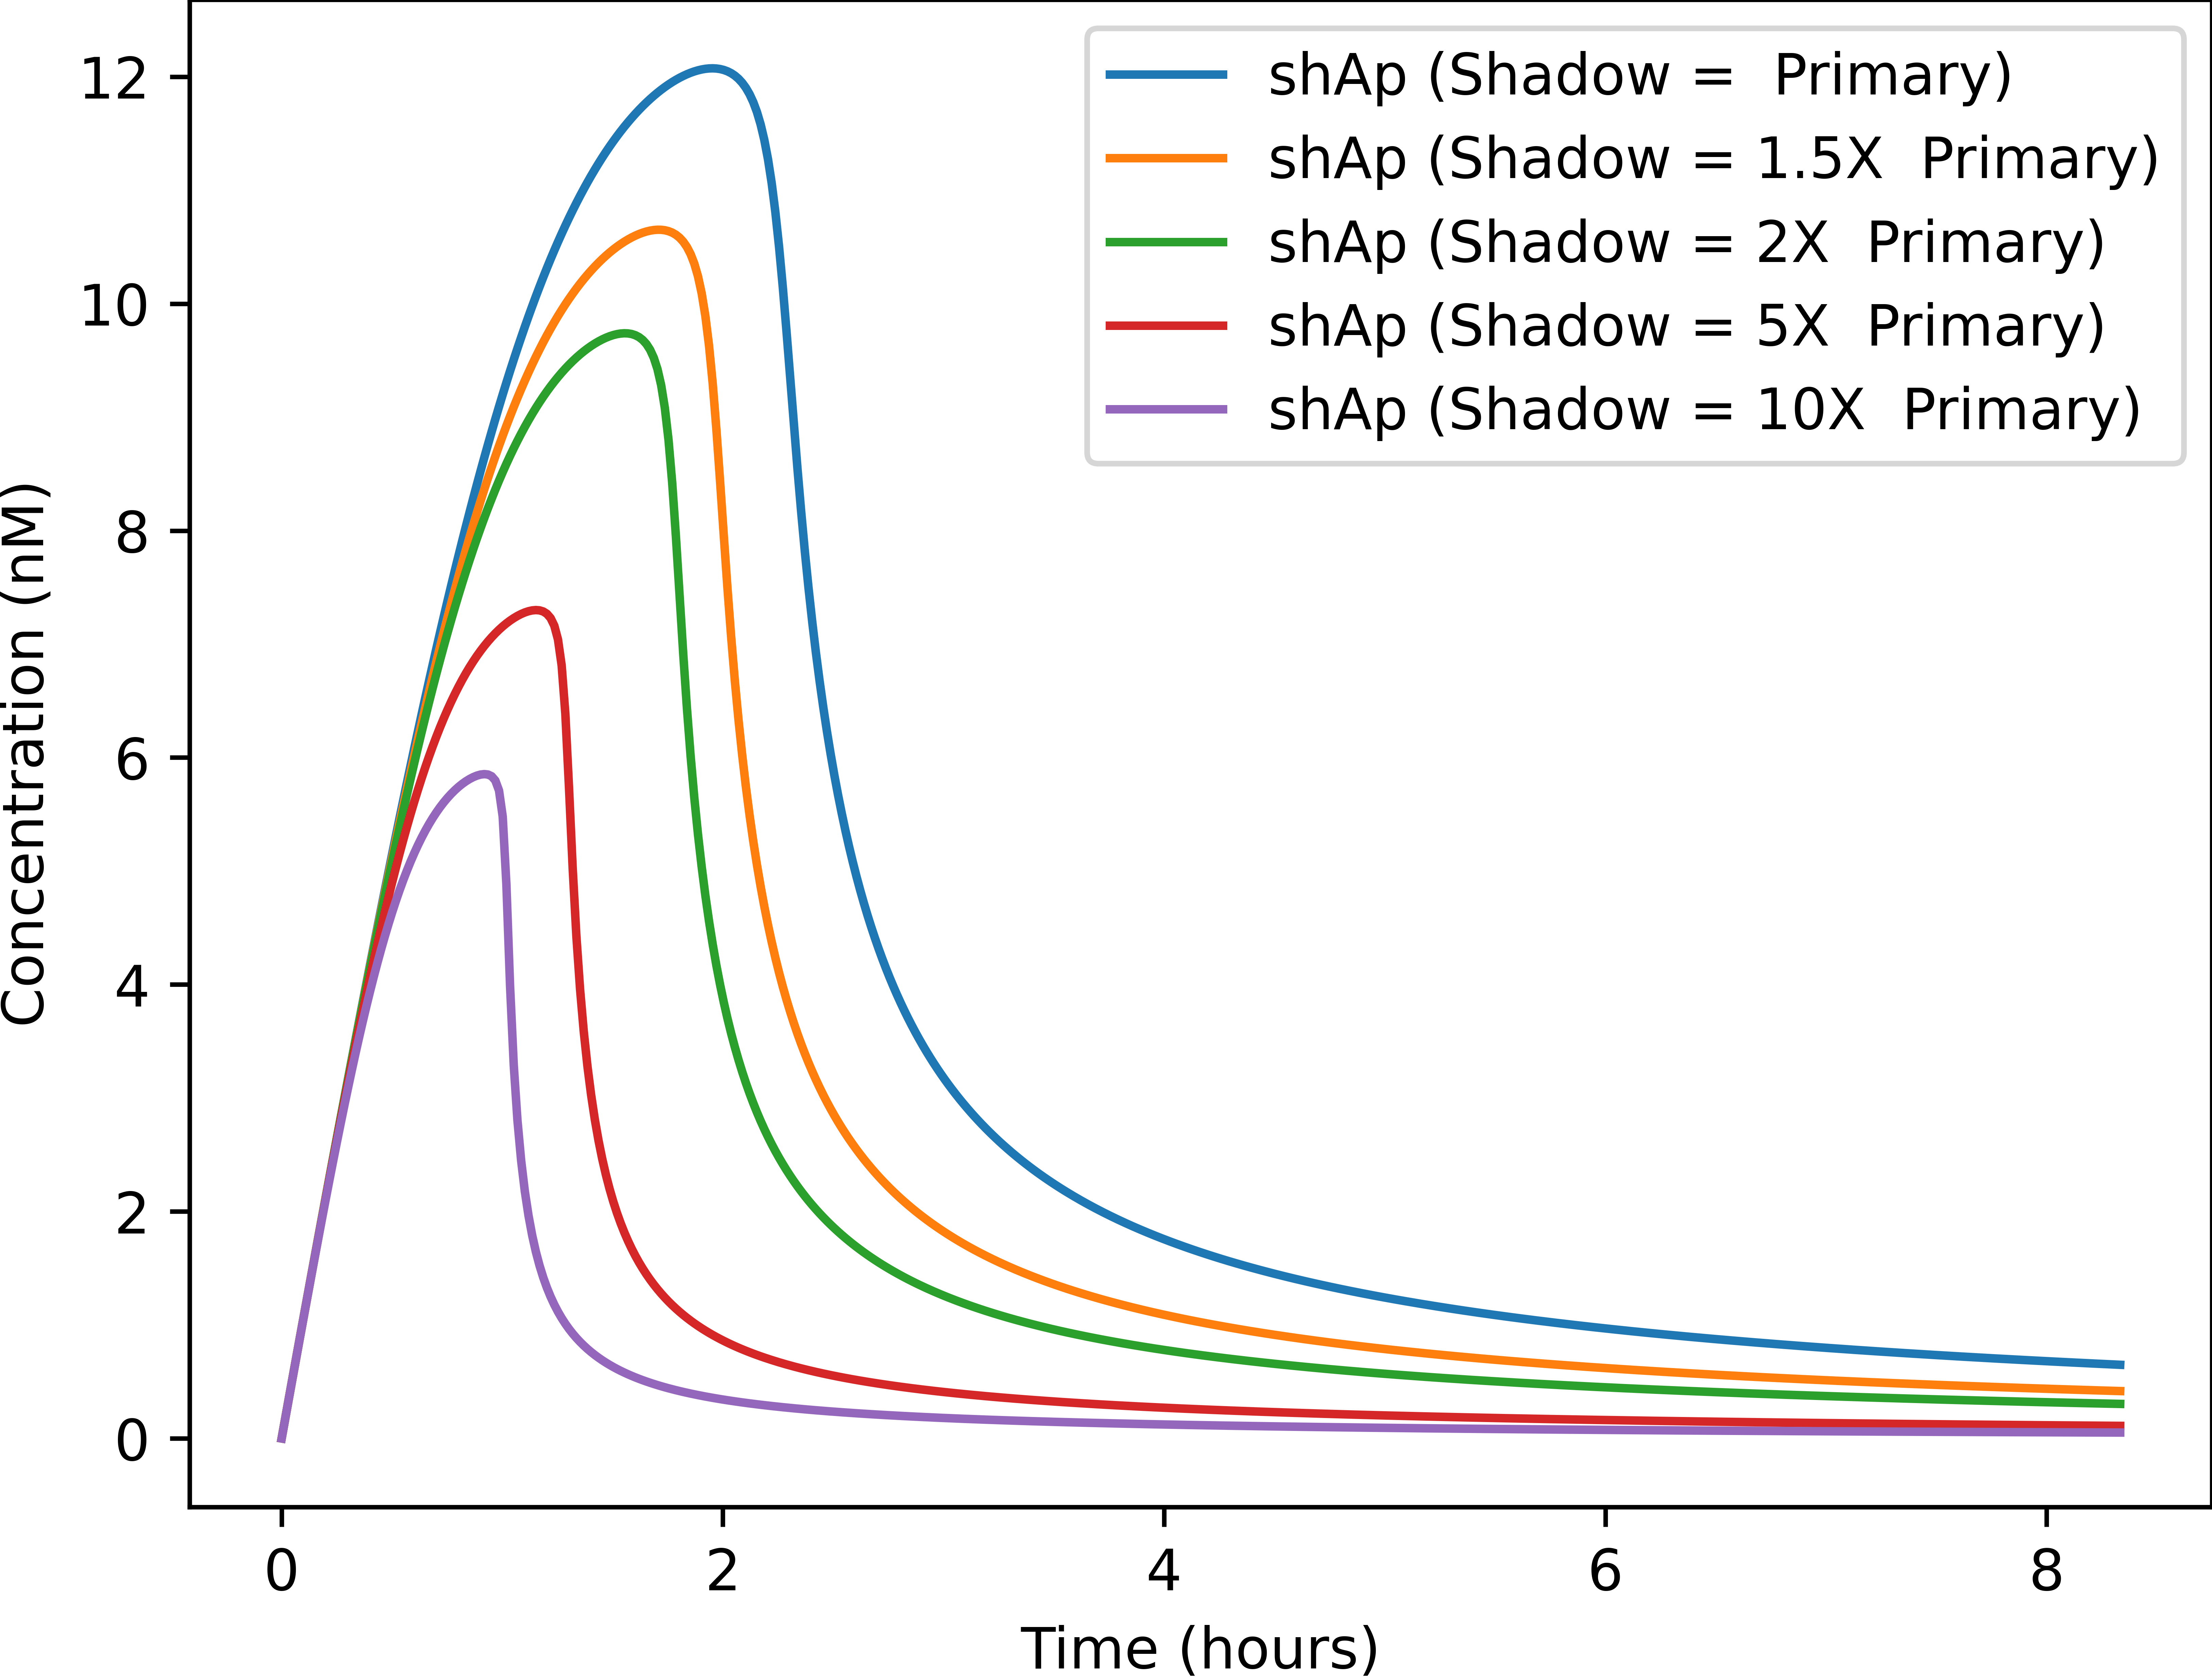 12
10
8
6
4
2
0
Concentration (nM)
shAp (Shadow =  Primary)
shAp (Shadow = 1.5X  Primary)
shAp (Shadow = 2X  Primary)
shAp (Shadow = 5X  Primary)
shAp (Shadow = 10X  Primary)
0 2 4 6 8
Time (hours)